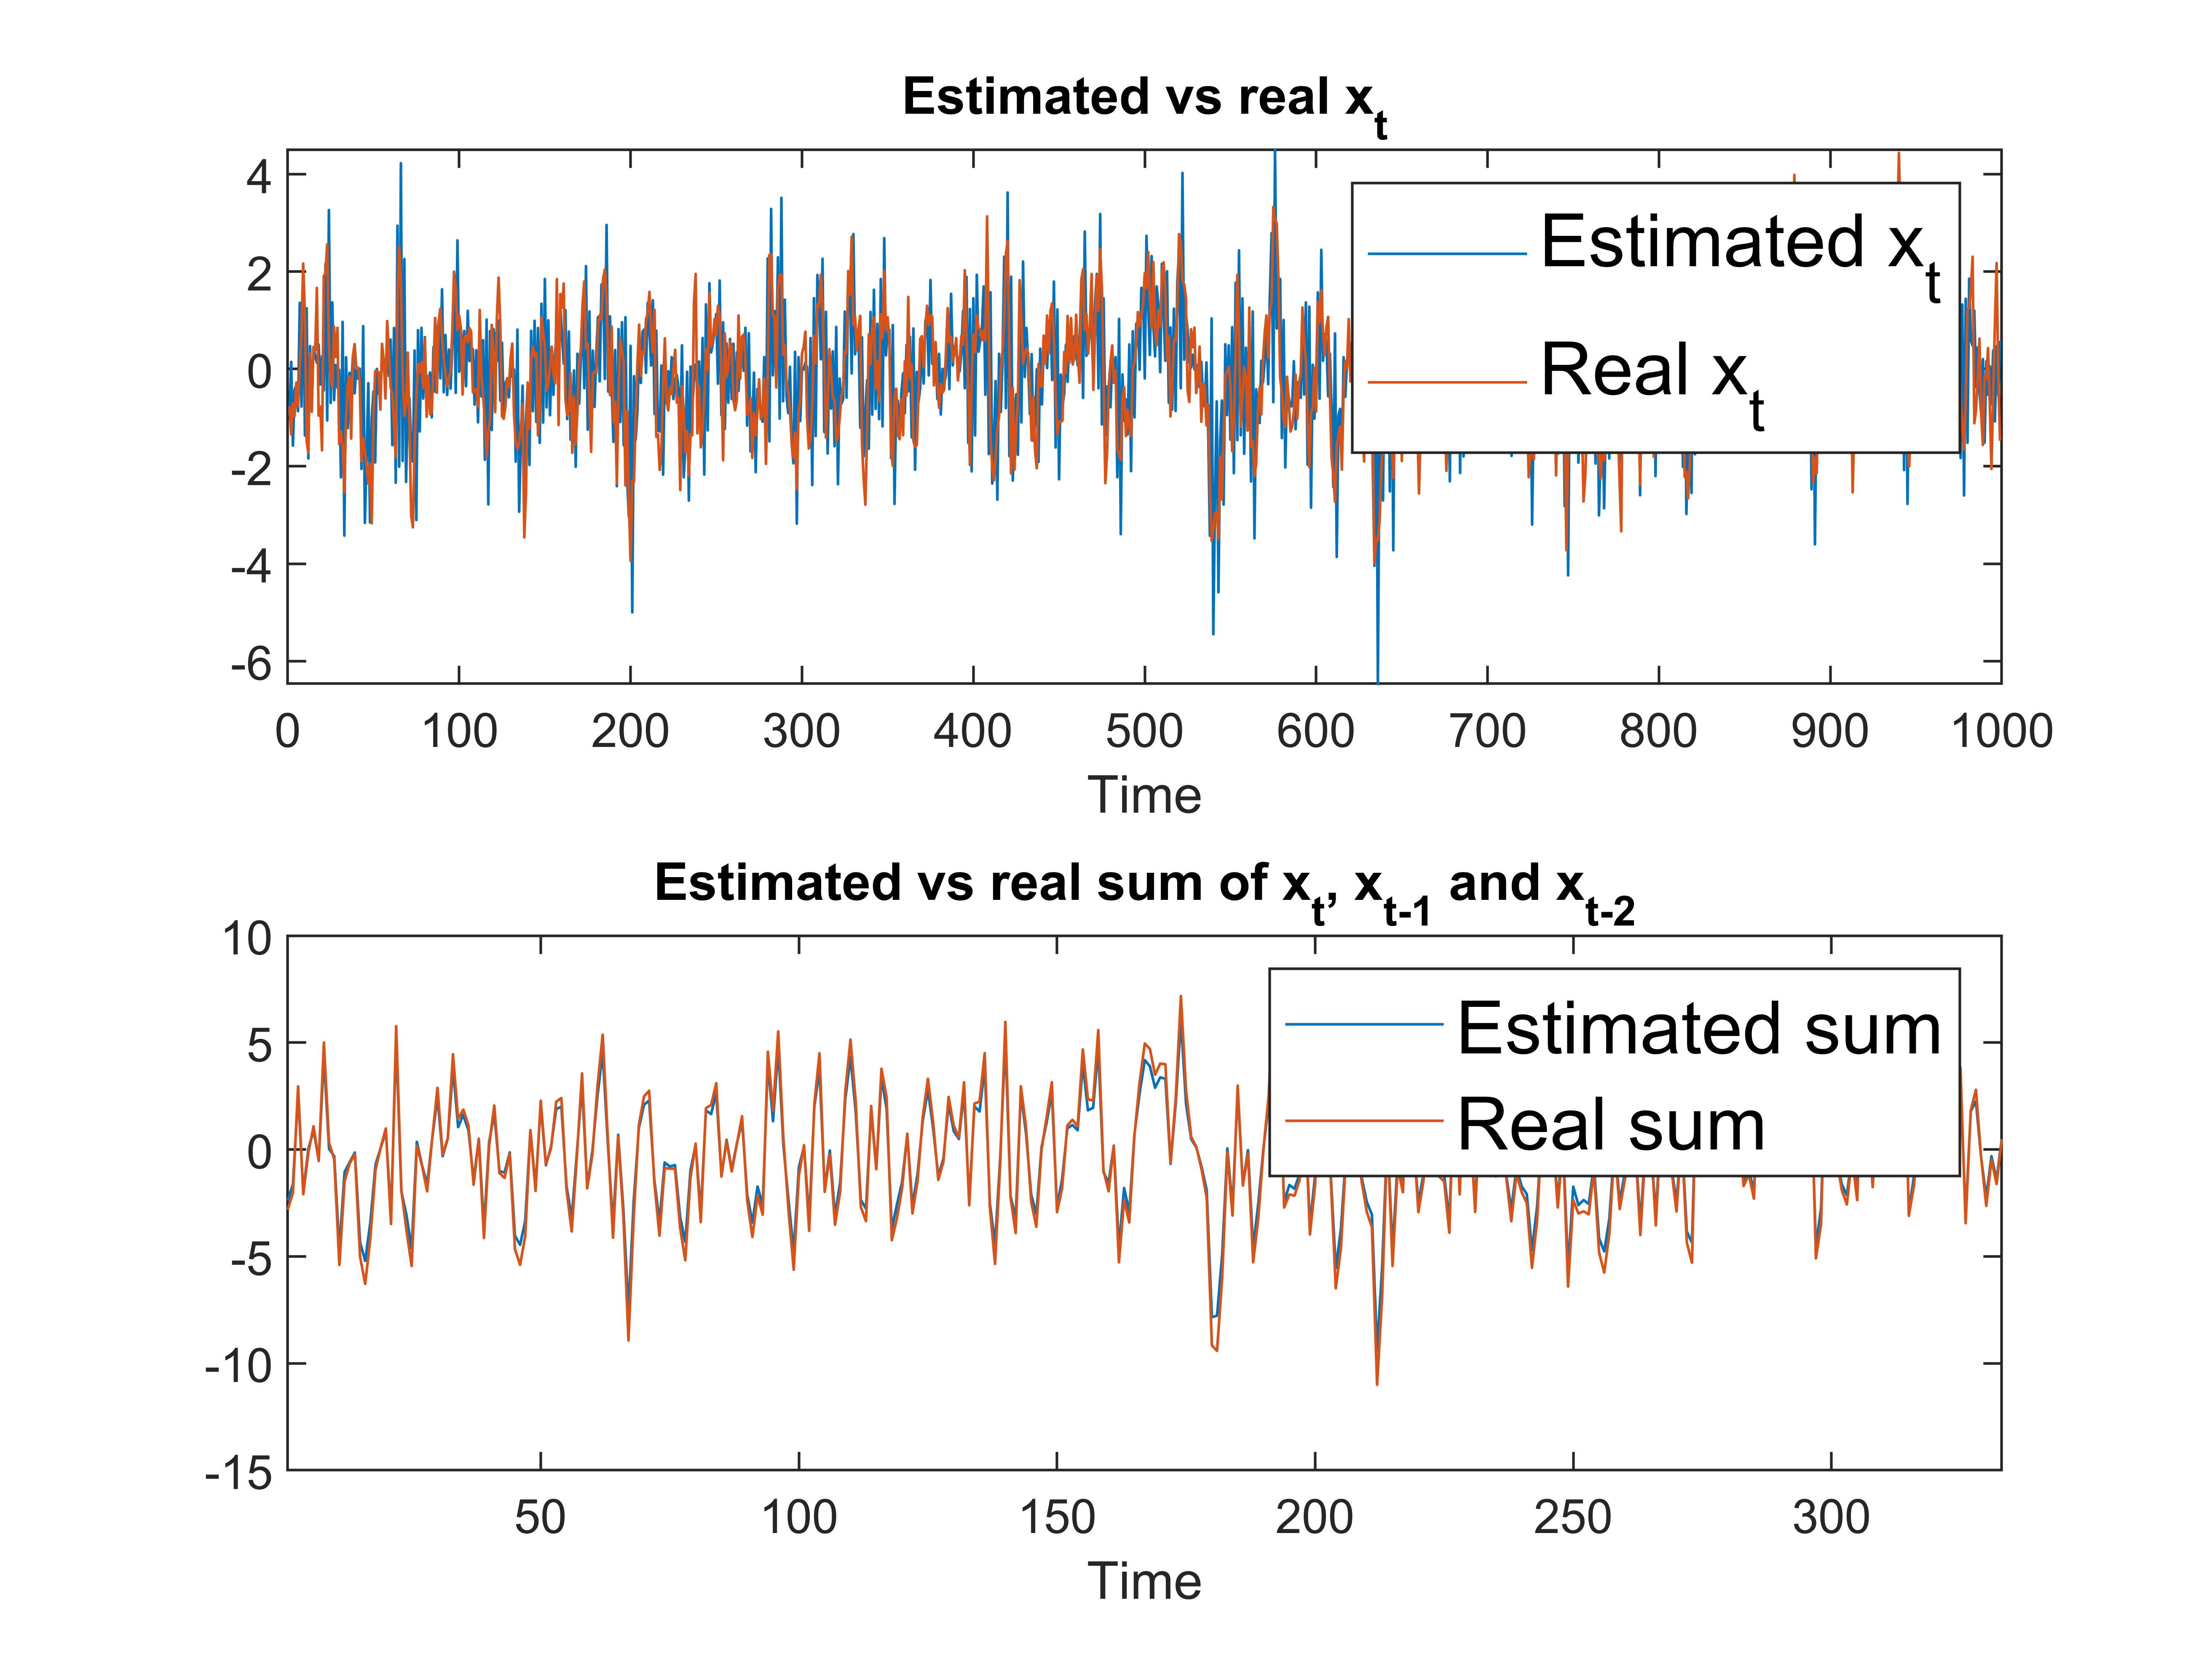 Estimated vs real x_t
4
2
0
-2
-4
-6
Estimated x_t
Real x_t
0 100 200 300 400 500 600 700 800 900 1000
Time
Estimated vs real sum of x_t, x_t-1 and x_t-2
10
5
0
-5
-10
-15
Estimated sum
Real sum
50 100 150 200 250 300
Time